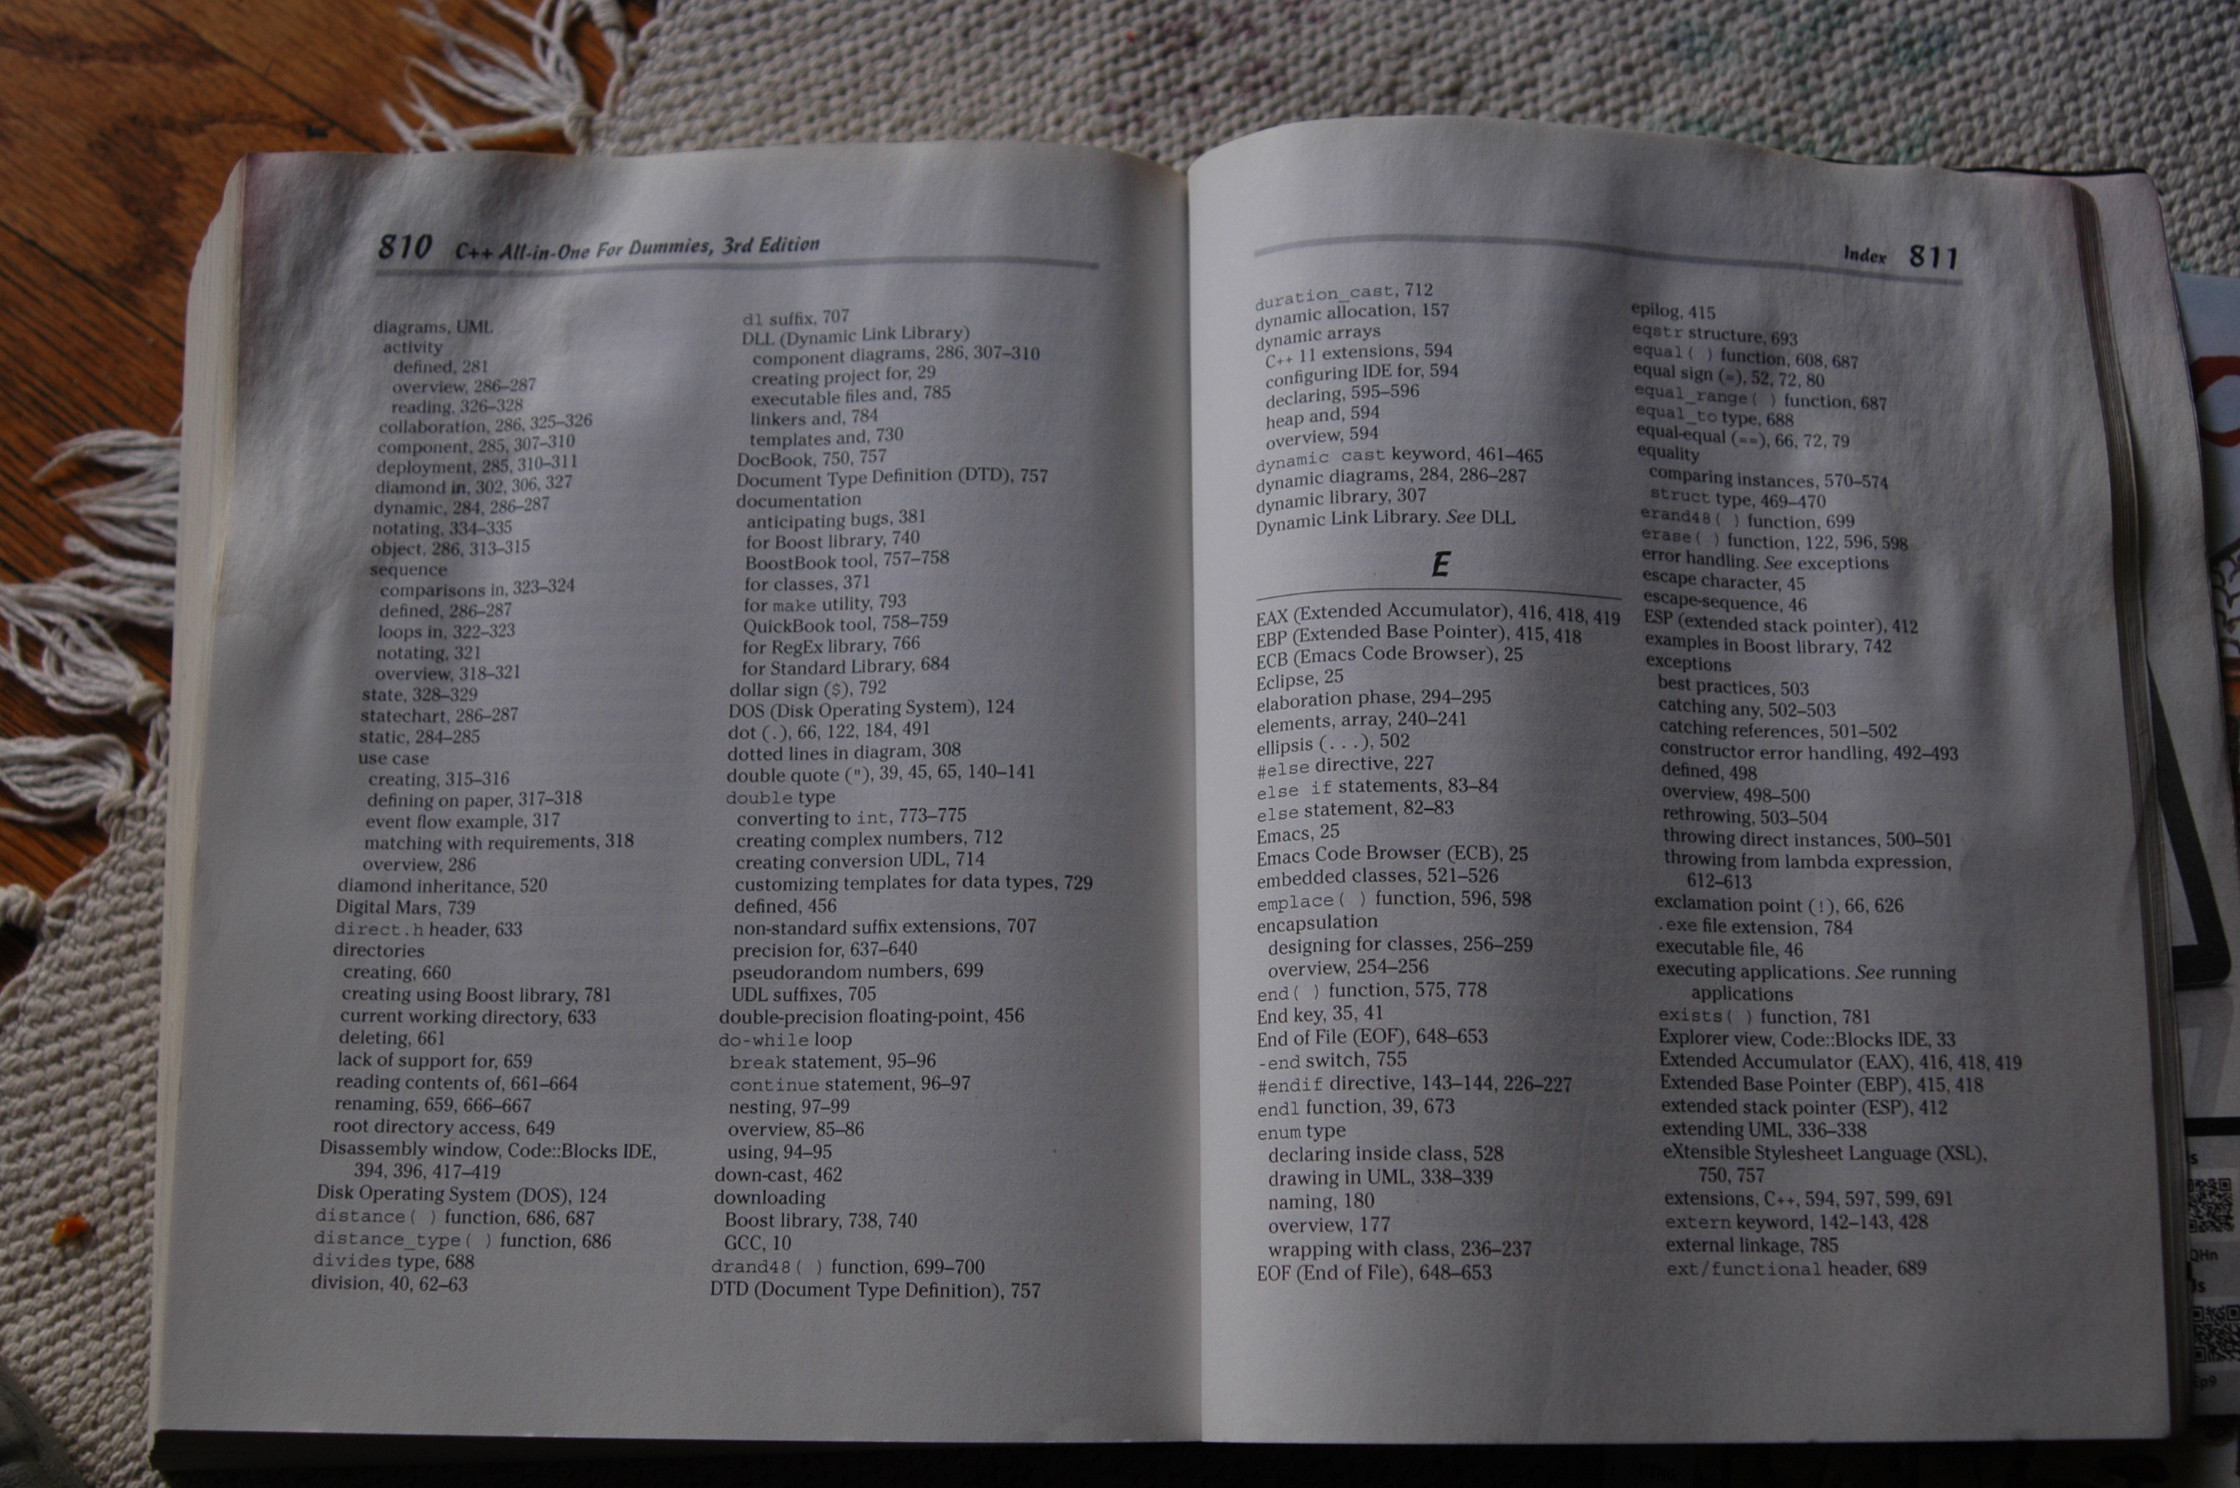 810 C++ All-in-One For Dummies, 3rd Edition
diagrams, UML
activity
defined, 281
overview, 286–287
reading, 326–328
collaboration, 286, 325–326
component, 285, 307–310
deployment, 285, 310–311
diamond in, 302, 306, 327
dynamic, 284, 286–287
notating, 334–335
object, 286, 313–315
sequence
comparisons in, 323–324
defined, 286–287
loops in, 322–323
notating, 321
overview, 318–321
state, 328–329
statechart, 286–287
static, 284–285
use case
creating, 315–316
defining on paper, 317–318
event flow example, 317
matching with requirements, 318
overview, 286
diamond inheritance, 520
Digital Mars, 739
direct.h header, 633
directories
creating, 660
creating using Boost library, 781
current working directory, 633
deleting, 661
lack of support for, 659
reading contents of, 661–664
renaming, 659, 666–667
root directory access, 649
Disassembly window, Code::Blocks IDE,
394, 396, 417–419
Disk Operating System (DOS), 124
distance( ) function, 686, 687
distance_type( ) function, 686
divides type, 688
division, 40, 62–63
dl suffix, 707
DLL (Dynamic Link Library)
component diagrams, 286, 307–310
creating project for, 29
executable files and, 785
linkers and, 784
templates and, 730
DocBook, 750, 757
Document Type Definition (DTD), 757
documentation
anticipating bugs, 381
for Boost library, 740
BoostBook tool, 757–758
for classes, 371
for make utility, 793
QuickBook tool, 758–759
for RegEx library, 766
for Standard Library, 684
dollar sign ($), 792
DOS (Disk Operating System), 124
dot (.), 66, 122, 184, 491
dotted lines in diagram, 308
double quote ("), 39, 45, 65, 140–141
double type
converting to int, 773–775
creating complex numbers, 712
creating conversion UDL, 714
customizing templates for data types, 729
defined, 456
non-standard suffix extensions, 707
precision for, 637–640
pseudorandom numbers, 699
UDL suffixes, 705
double-precision floating-point, 456
do-while loop
break statement, 95–96
continue statement, 96–97
nesting, 97–99
overview, 85–86
using, 94–95
down-cast, 462
downloading
Boost library, 738, 740
GCC, 10
drand48( ) function, 699–700
DTD (Document Type Definition), 757
Index 811
duration_cast, 712
dynamic allocation, 157
dynamic arrays
C++ 11 extensions, 594
configuring IDE for, 594
declaring, 595–596
heap and, 594
overview, 594
dynamic cast keyword, 461–465
dynamic diagrams, 284, 286–287
dynamic library, 307
Dynamic Link Library. See DLL
E
EAX (Extended Accumulator), 416, 418, 419
EBP (Extended Base Pointer), 415, 418
ECB (Emacs Code Browser), 25
Eclipse, 25
elaboration phase, 294–295
elements, array, 240–241
ellipsis (...), 502
#else directive, 227
else if statements, 83–84
else statement, 82–83
Emacs, 25
Emacs Code Browser (ECB), 25
embedded classes, 521–526
emplace( ) function, 596, 598
encapsulation
designing for classes, 256–259
overview, 254–256
end( ) function, 575, 778
End key, 35, 41
End of File (EOF), 648–653
-end switch, 755
#endif directive, 143–144, 226–227
endl function, 39, 673
enum type
declaring inside class, 528
drawing in UML, 338–339
naming, 180
overview, 177
wrapping with class, 236–237
EOF (End of File), 648–653
epilog, 415
eqstr structure, 693
equal( ) function, 608, 687
equal sign (=), 52, 72, 80
equal_range( ) function, 687
equal_to type, 688
equal-equal (==), 66, 72, 79
equality
comparing instances, 570–574
struct type, 469–470
erand48( ) function, 699
erase( ) function, 122, 596, 598
error handling. See exceptions
escape character, 45
escape-sequence, 46
ESP (extended stack pointer), 412
examples in Boost library, 742
exceptions
best practices, 503
catching any, 502–503
catching references, 501–502
constructor error handling, 492–493
defined, 498
overview, 498–500
rethrowing, 503–504
throwing direct instances, 500–501
throwing from lambda expression,
612–613
exclamation point (!), 66, 626
.exe file extension, 784
executable file, 46
executing applications. See running
applications
exists( ) function, 781
Explorer view, Code::Blocks IDE, 33
Extended Accumulator (EAX), 416, 418, 419
Extended Base Pointer (EBP), 415, 418
extended stack pointer (ESP), 412
extending UML, 336–338
eXtensible Stylesheet Language (XSL),
750, 757
extensions, C++, 594, 597, 599, 691
extern keyword, 142–143, 428
external linkage, 785
ext/functional header, 689